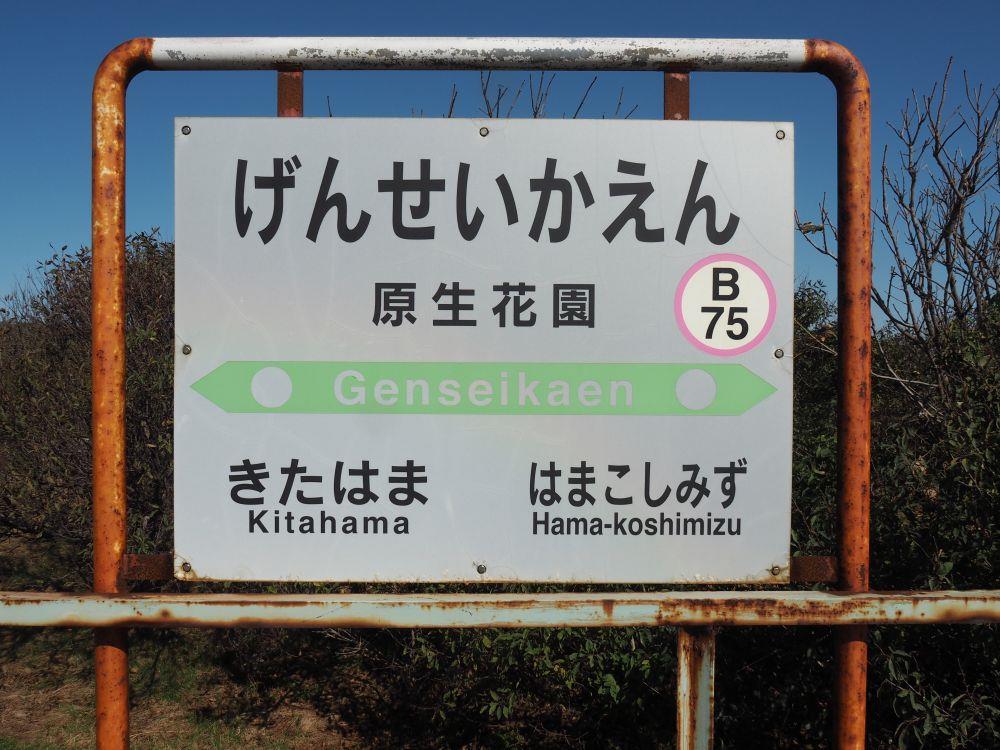 げんせいかえん
原生花園
B
75
Genseikaen
きたはま
Kitahama
はまこしみず
Hama-koshimizu